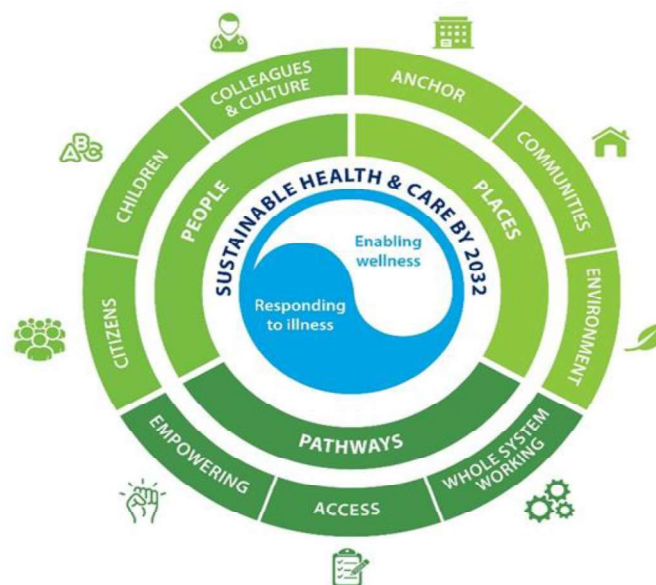 COLLEAGUES
& CULTURE
ANCHOR
COMMUNITIES
ENVIRONMENT
WHOLE SYSTEM
WORKING
ACCESS
EMPOWERING
CITIZENS
CHILDREN
ABC
PEOPLE
PLACES
PATHWAYS
SUSTAINABLE HEALTH & CARE BY 2032
Enabling
wellness
Responding
to illness